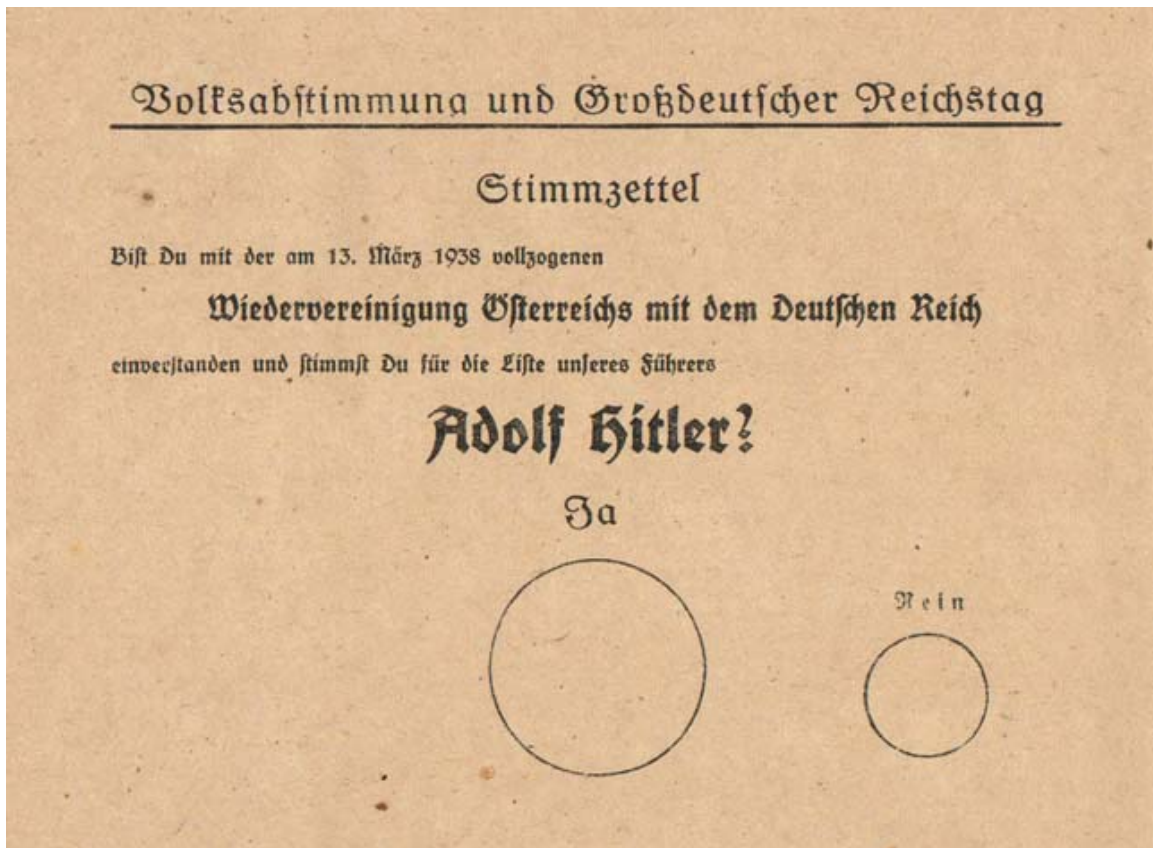 Volksabstimmung und Großdeutscher Reichstag
Stimmzettel
Bist Du mit der am 13. März 1938 vollzogenen
Wiedervereinigung Österreichs mit dem Deutschen Reich
einverstanden und stimmst Du für die Liste unseres Führers
Adolf Hitler?
Ja
Nein